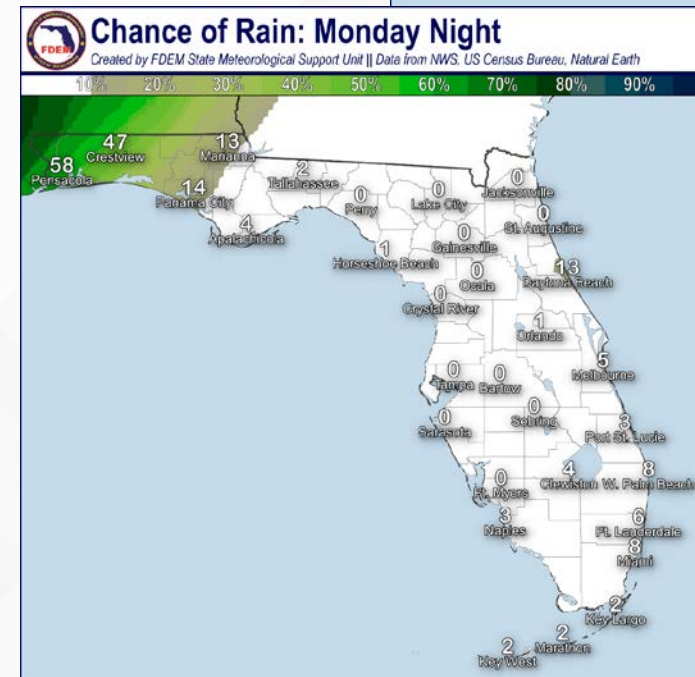 FDEM
Chance of Rain: Monday Night
Created by FDEM State Meteorological Support Unit || Data from NWS, US Census Bureau, Natural Earth
10% 20% 30% 40% 50% 60% 70% 80% 90%
47
Crestview
13
Marianna
58
Pensacola
14
Panama City
2
Tallahassee
4
Apalachicola
0
Perry
0
Lake City
0
Jacksonville
0
St. Augustine
0
Gainesville
1
Horseshoe Beach
0
Ocala
13
Daytona Beach
0
Crystal River
1
Orlando
5
Melbourne
0
Tampa
0
Bartow
0
Sebring
0
Sarasota
3
Port St. Lucie
4
Clewiston
8
W. Palm Beach
0
Ft. Myers
3
Naples
6
Ft. Lauderdale
8
Miami
2
Key Largo
2
Marathon
2
Key West